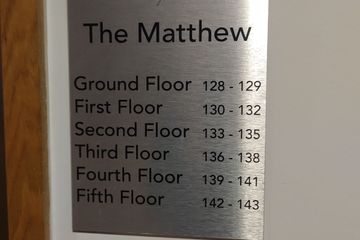 The Matthew
Ground Floor 128 - 129
First Floor 130 - 132
Second Floor 133 - 135
Third Floor 136 - 138
Fourth Floor 139 - 141
Fifth Floor 142 - 143